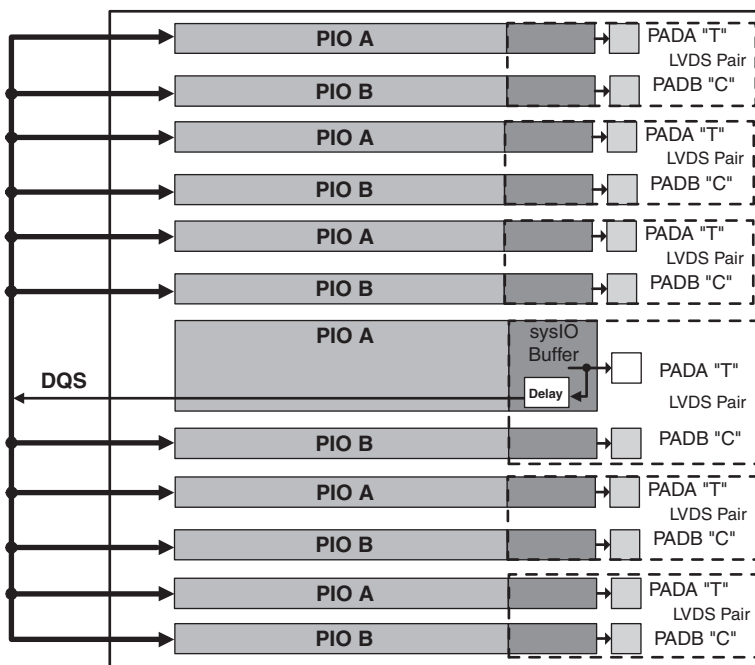 PIO A PADA "T"
LVDS Pair
PIO B PADB "C"
PIO A PADA "T"
LVDS Pair
PIO B PADB "C"
PIO A PADA "T"
LVDS Pair
PIO B PADB "C"
PIO A sysIO
Buffer
PADA "T"
DQS Delay
LVDS Pair
PIO B PADB "C"
PIO A PADA "T"
LVDS Pair
PIO B PADB "C"
PIO A PADA "T"
LVDS Pair
PIO B PADB "C"